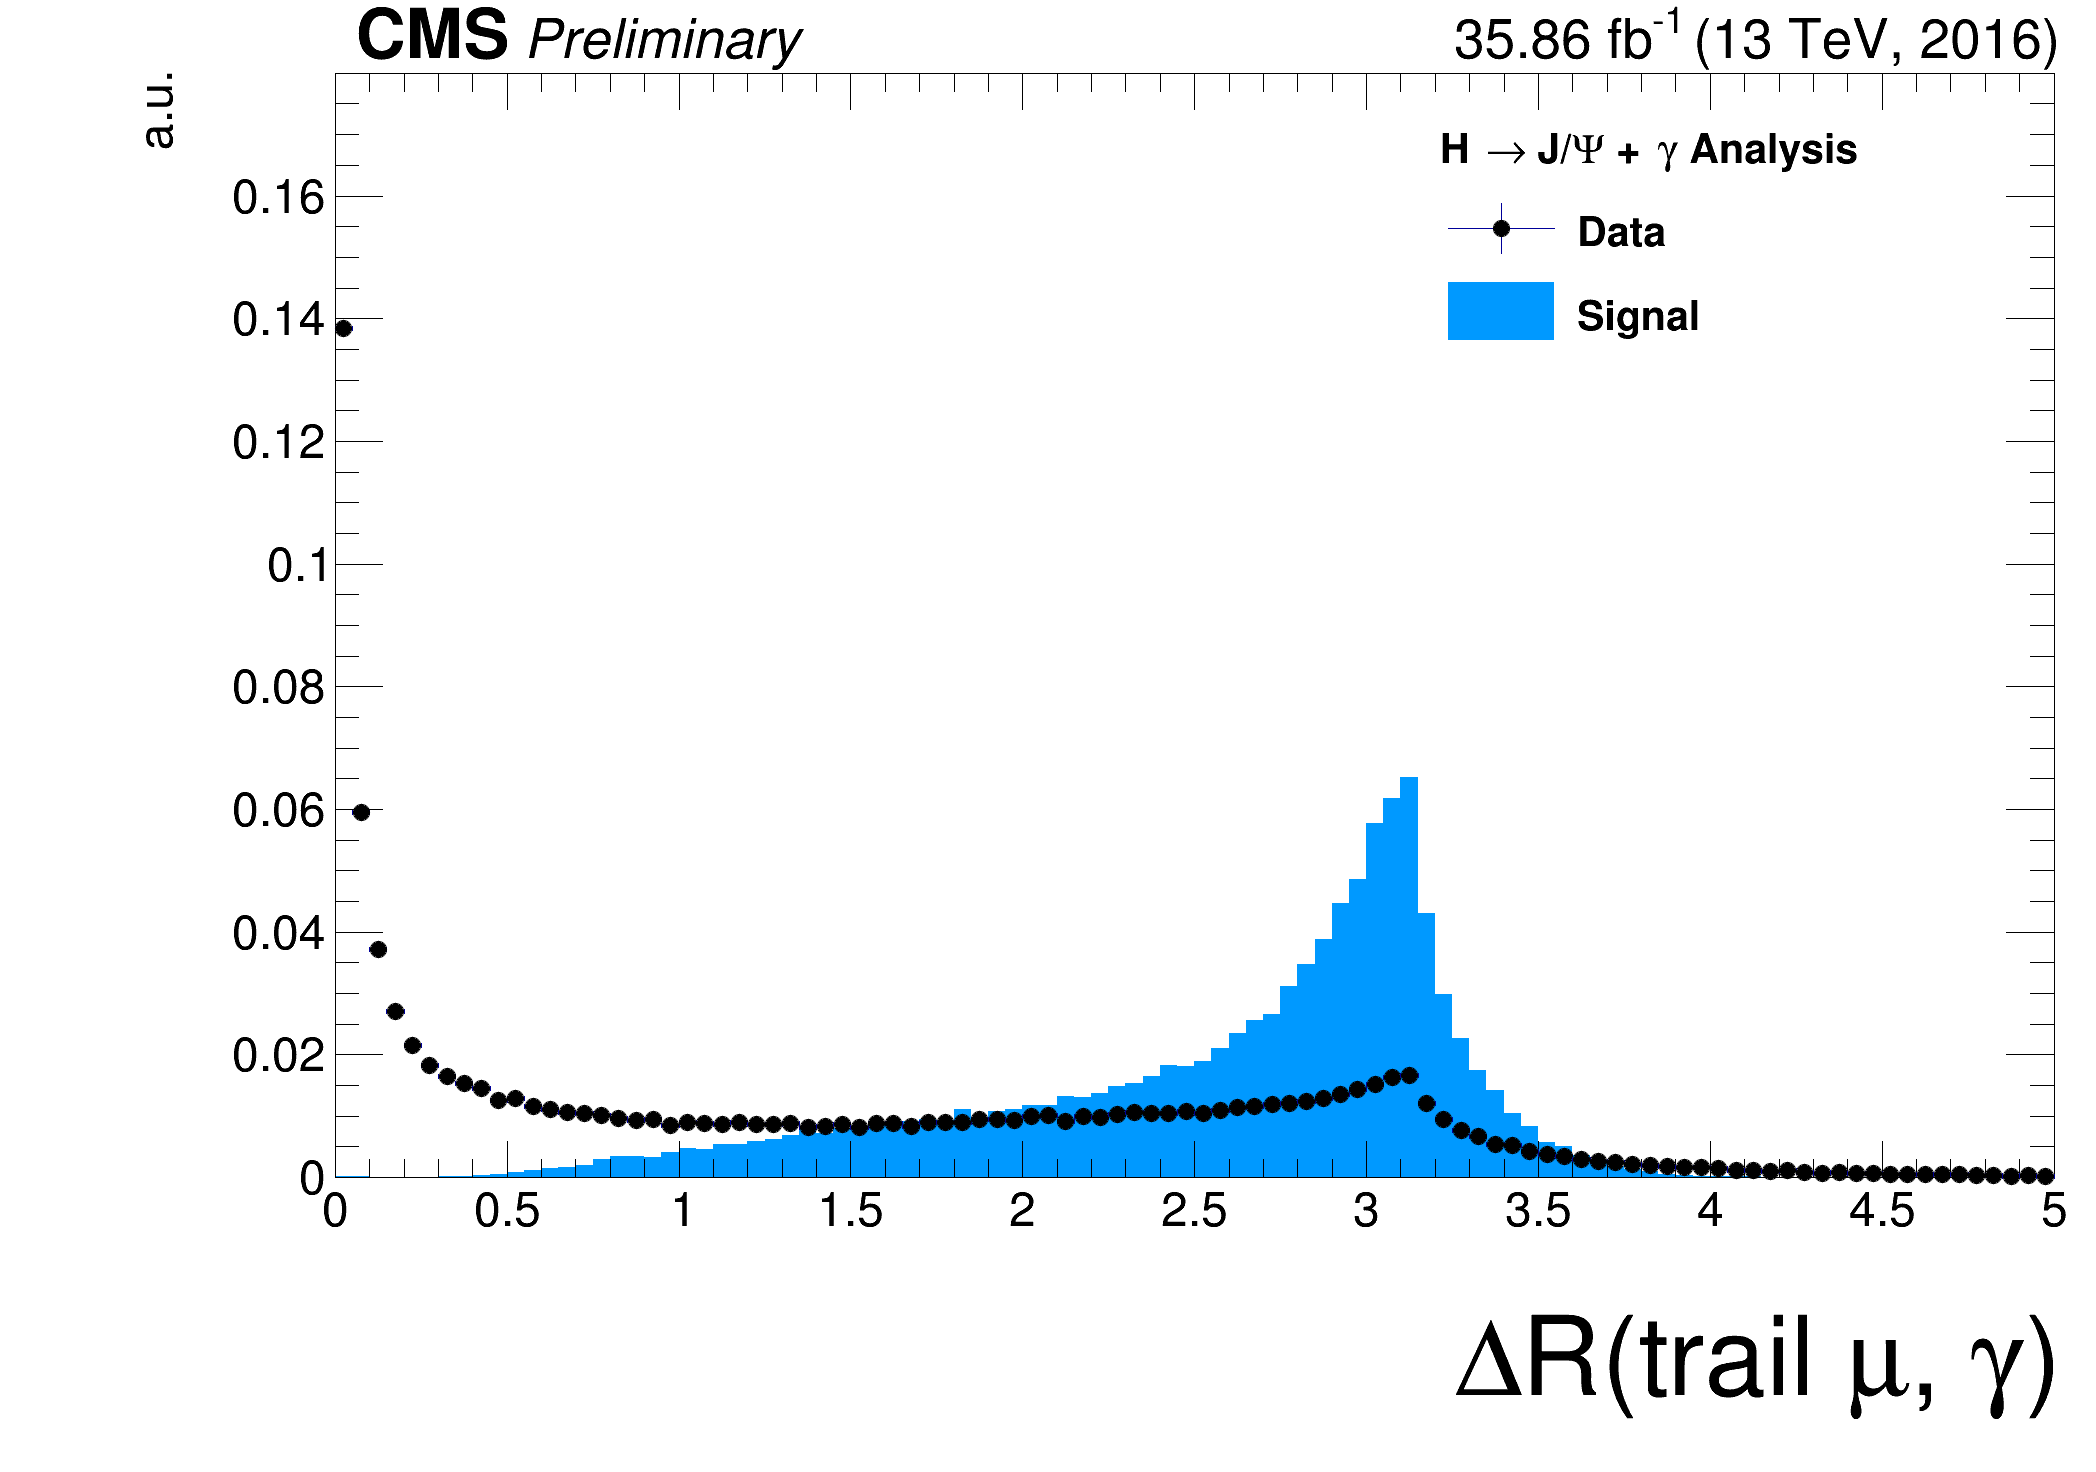 CMS Preliminary 35.86 fb⁻¹ (13 TeV, 2016)
a.u.
H → J/Ψ + γ Analysis
Data
Signal
0.16
0.14
0.12
0.1
0.08
0.06
0.04
0.02
0
0 0.5 1 1.5 2 2.5 3 3.5 4 4.5 5
ΔR(trail μ, γ)